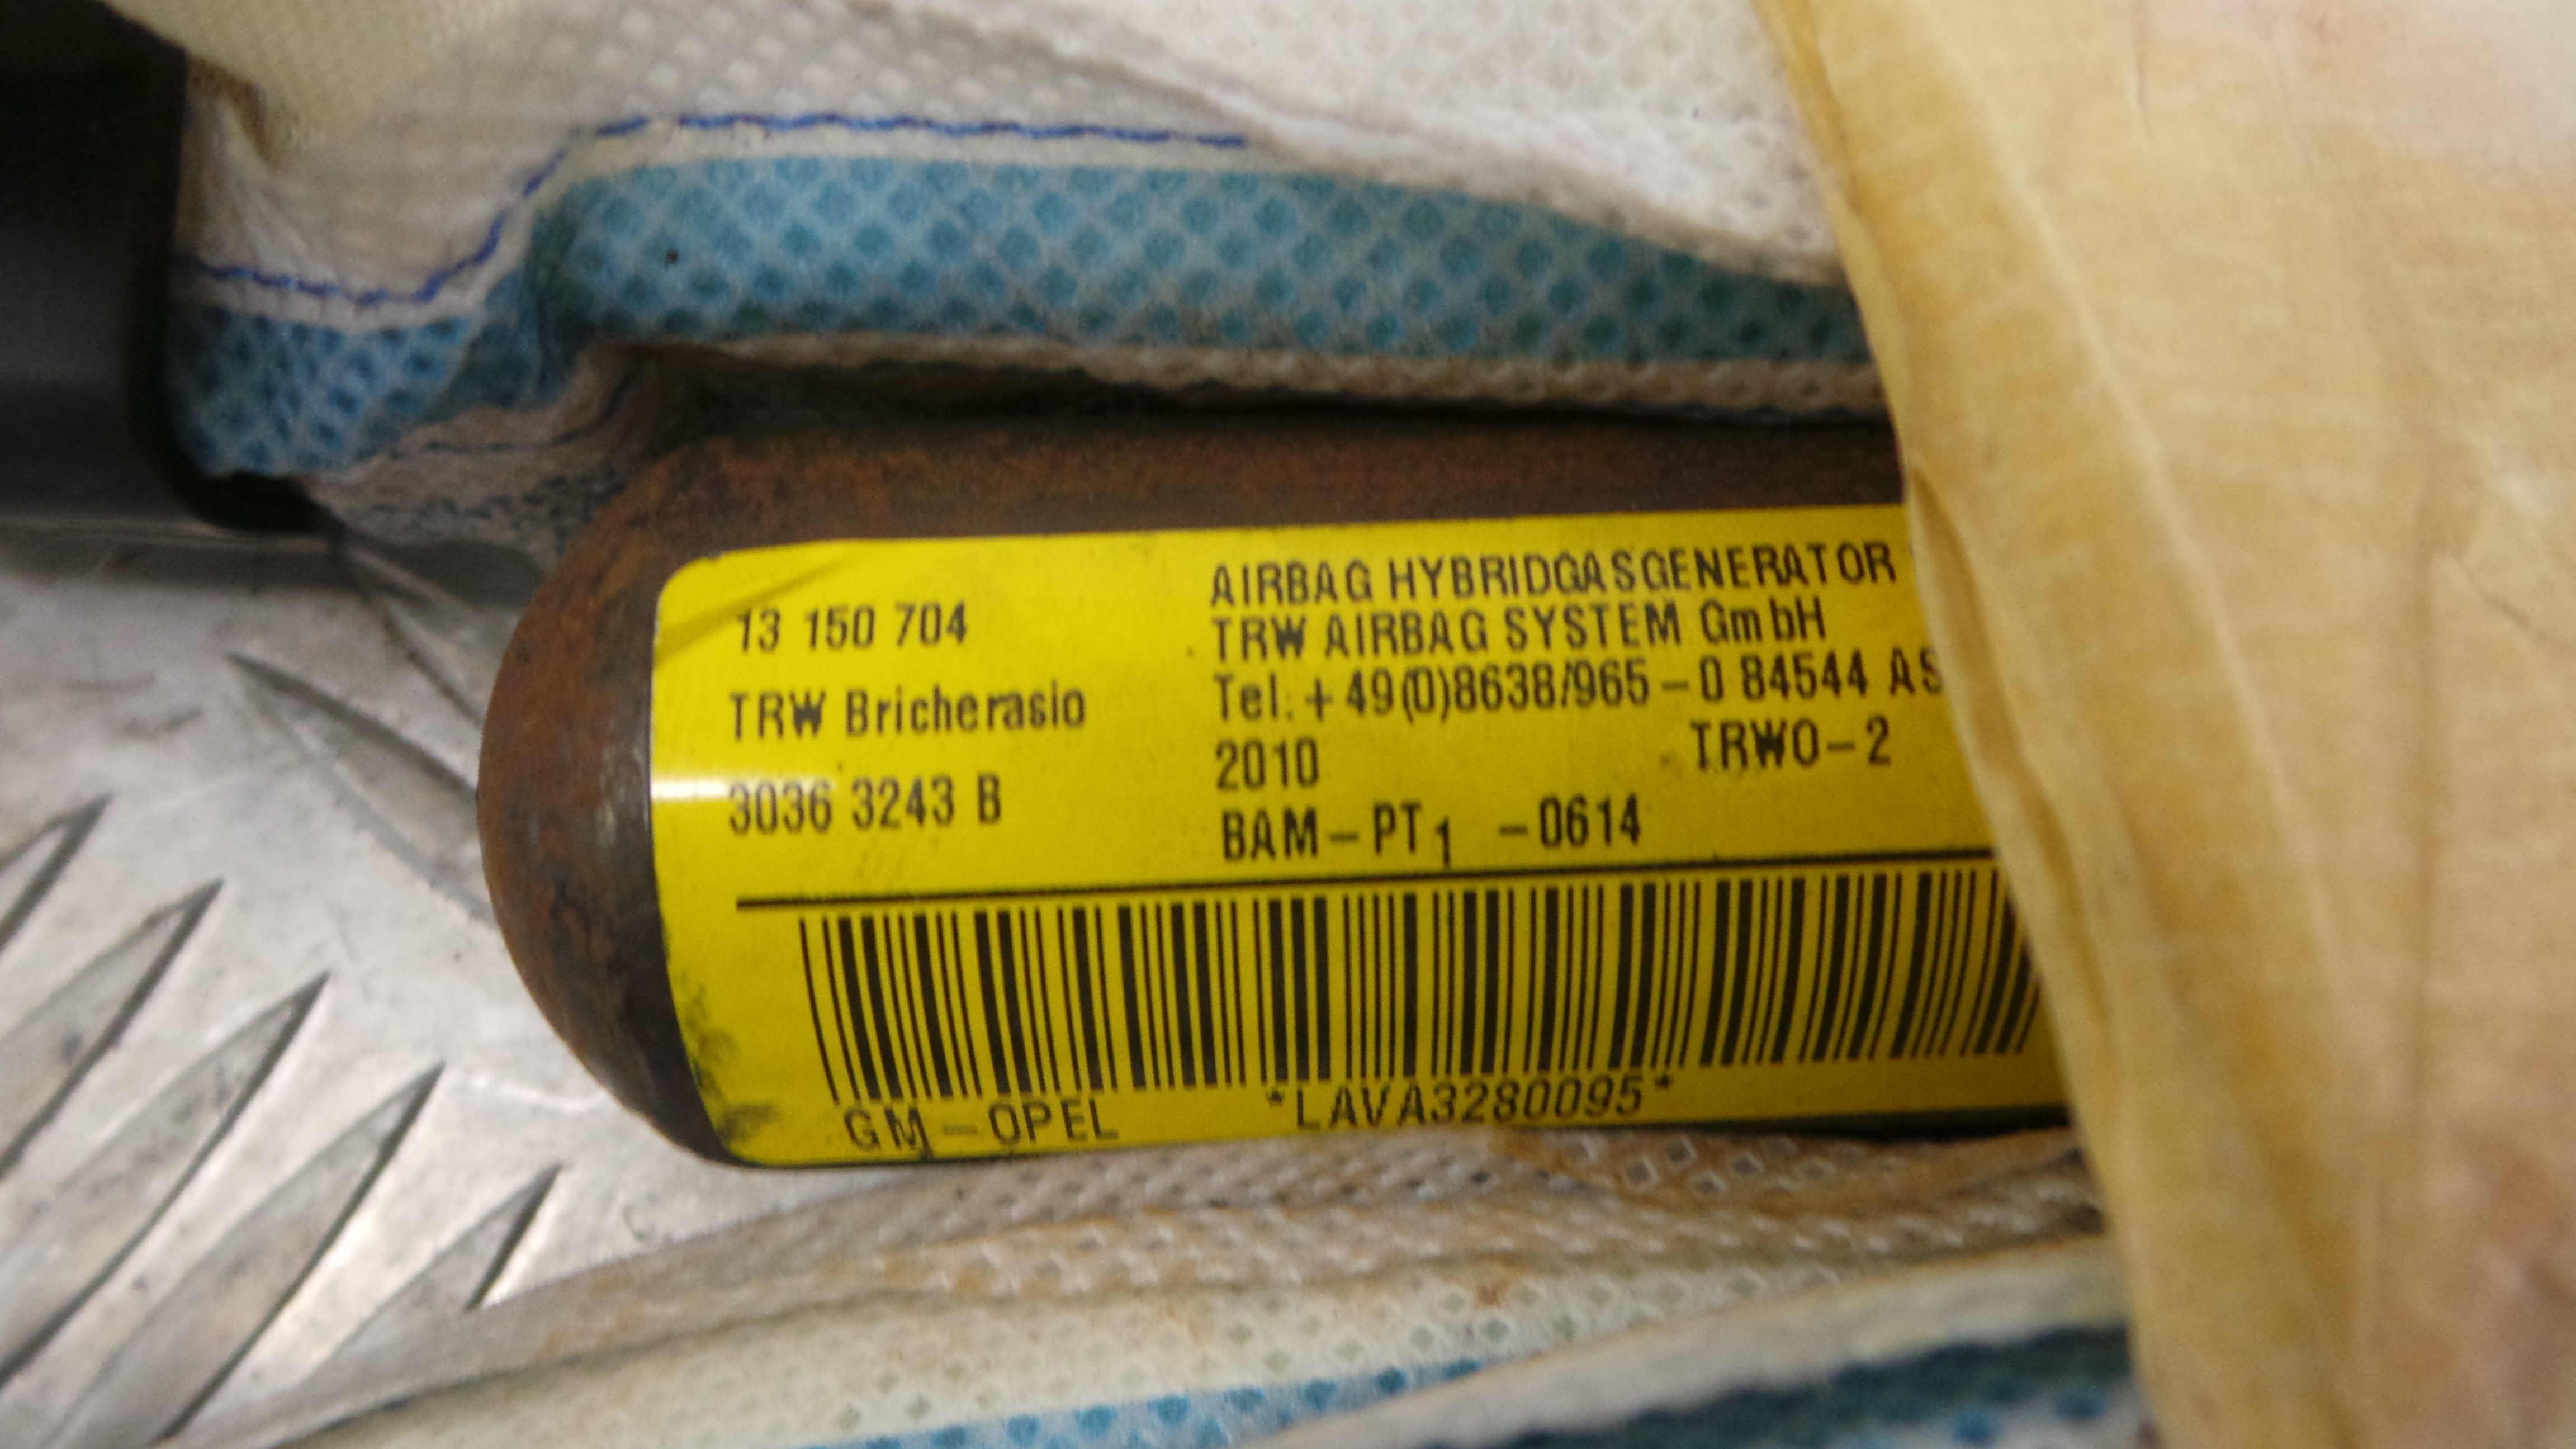 13 150 704
TRW Bricherasio
3036 3243 B
AIRBAG HYBRIDGASGENERATOR
TRW AIRBAG SYSTEM GmbH
Tel.+49(0)8638/965-0 84544 AS
2010 TRWO-2
BAM-PT1 -0614
GM-OPEL *LAVA3280095*